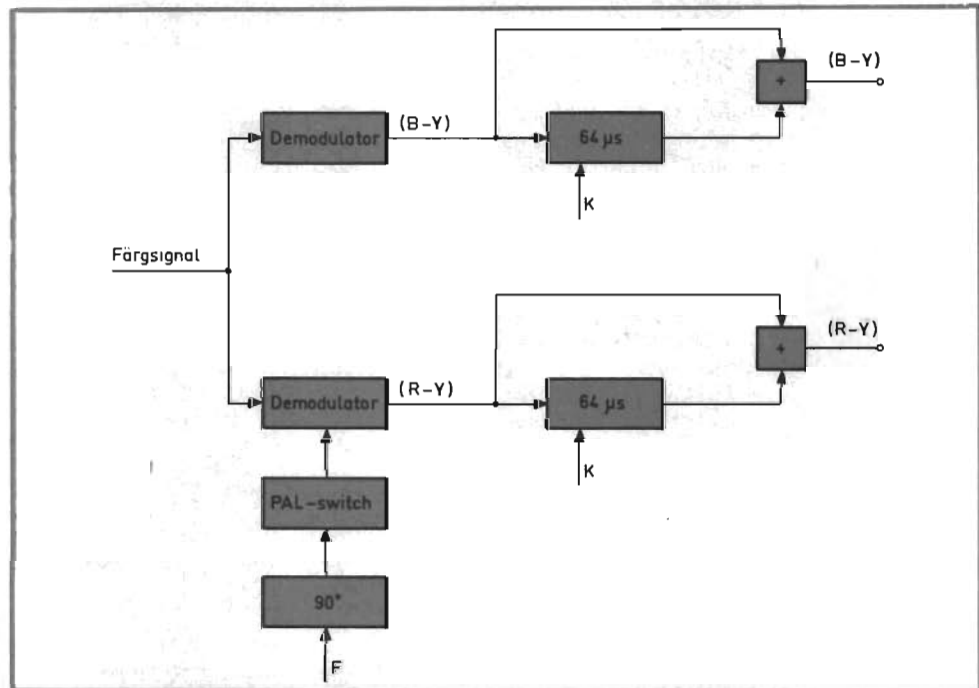 (B-Y)
+
Demodulator
(B-Y)
64 µs
K
Färgsignal
(R-Y)
+
Demodulator
(R-Y)
64 µs
K
PAL-switch
90°
F